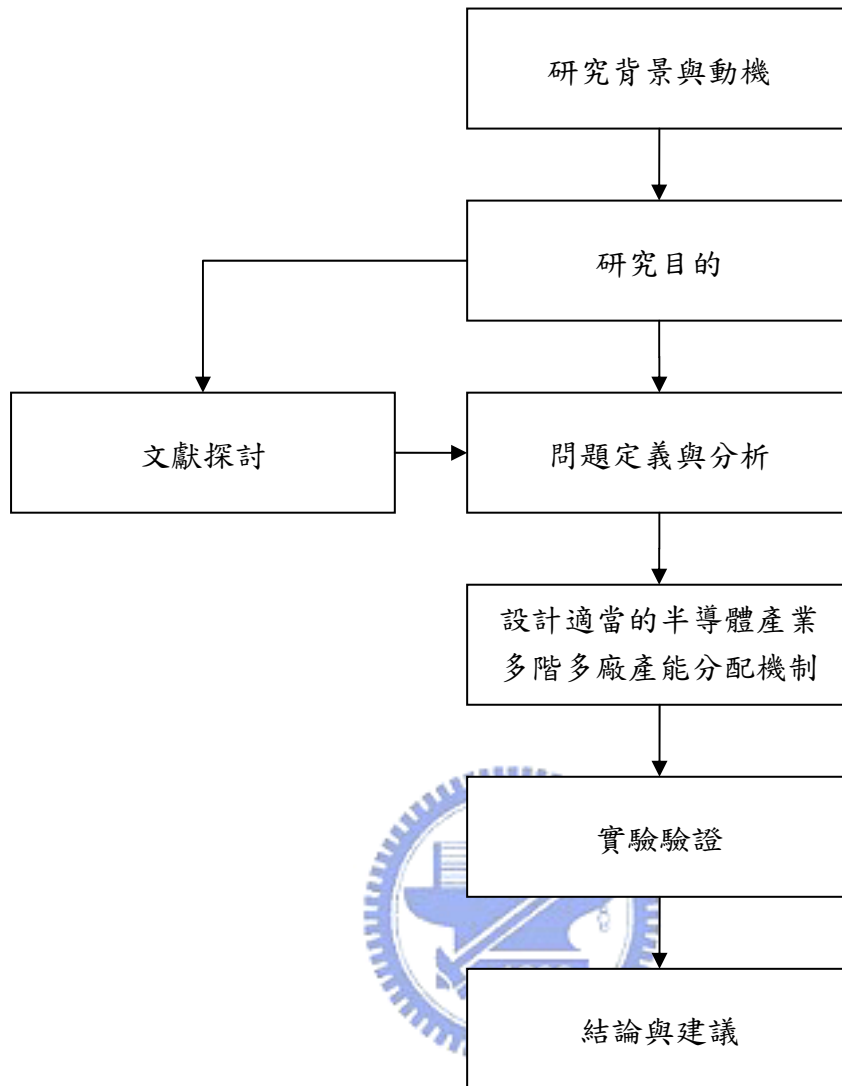 研究背景與動機
研究目的
文獻探討
問題定義與分析
設計適當的半導體產業
多階多廠產能分配機制
實驗驗証
結論與建議